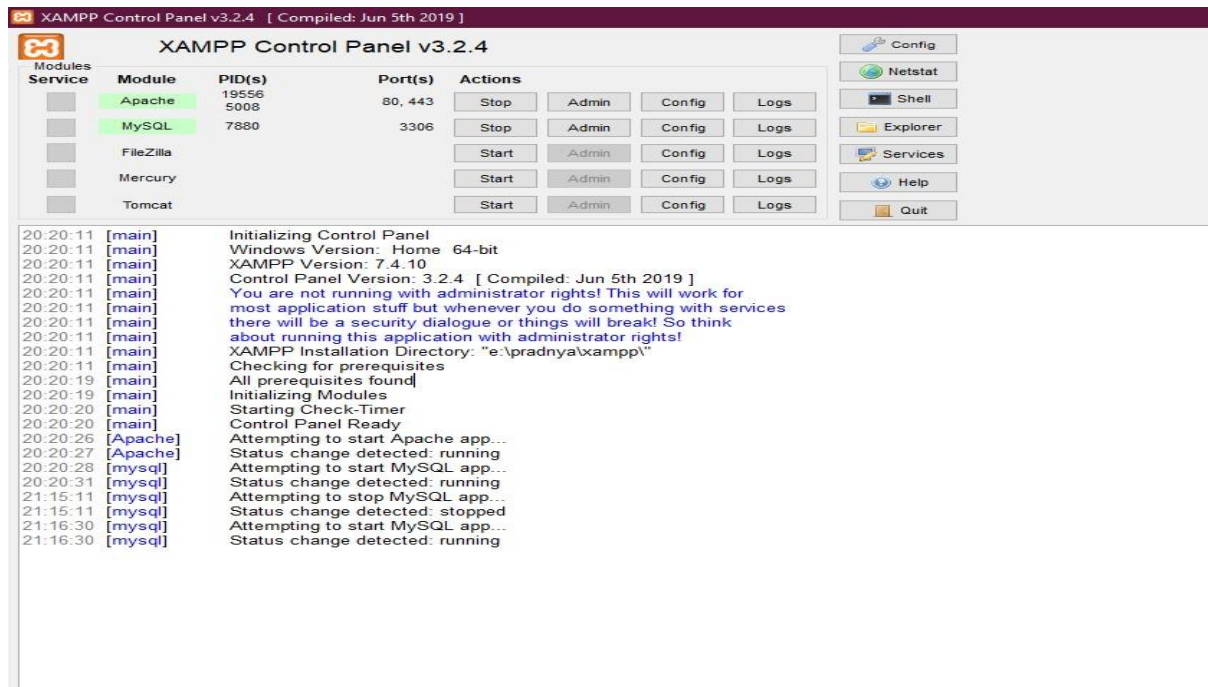 XAMPP Control Panel v3.2.4 [ Compiled: Jun 5th 2019 ]
XAMPP Control Panel v3.2.4
Config
Modules
Service Module PID(s) Port(s) Actions
Netstat
Apache 19556 5008 80, 443 Stop Admin Config Logs
Shell
MySQL 7880 3306 Stop Admin Config Logs
Explorer
FileZilla Start Admin Config Logs
Services
Mercury Start Admin Config Logs
Help
Tomcat Start Admin Config Logs
Quit
20:20:11 [main] Initializing Control Panel
20:20:11 [main] Windows Version: Home 64-bit
20:20:11 [main] XAMPP Version: 7.4.10
20:20:11 [main] Control Panel Version: 3.2.4 [ Compiled: Jun 5th 2019 ]
20:20:11 [main] You are not running with administrator rights! This will work for
20:20:11 [main] most application stuff but whenever you do something with services
20:20:11 [main] there will be a security dialogue or things will break! So think
20:20:11 [main] about running this application with administrator rights!
20:20:11 [main] XAMPP Installation Directory: "e:\pradnya\xampp\"
20:20:11 [main] Checking for prerequisites
20:20:19 [main] All prerequisites found
20:20:19 [main] Initializing Modules
20:20:20 [main] Starting Check-Timer
20:20:20 [main] Control Panel Ready
20:20:26 [Apache] Attempting to start Apache app...
20:20:27 [Apache] Status change detected: running
20:20:28 [mysql] Attempting to start MySQL app...
20:20:31 [mysql] Status change detected: running
21:15:11 [mysql] Attempting to stop MySQL app...
21:15:11 [mysql] Status change detected: stopped
21:16:30 [mysql] Attempting to start MySQL app...
21:16:30 [mysql] Status change detected: running